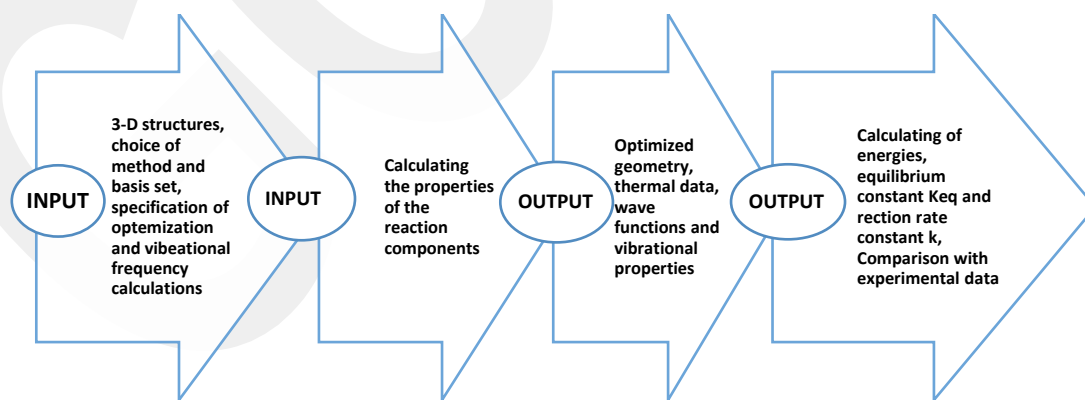 INPUT
3-D structures,
choice of
method and
basis set,
specification of
optemization
and vibeational
frequency
calculations
INPUT
Calculating
the properties
of the
reaction
components
OUTPUT
Optimized
geometry,
thermal data,
wave
functions and
vibrational
properties
OUTPUT
Calculating of
energies,
equilibrium
constant Keq and
rection rate
constant k,
Comparison with
experimental data